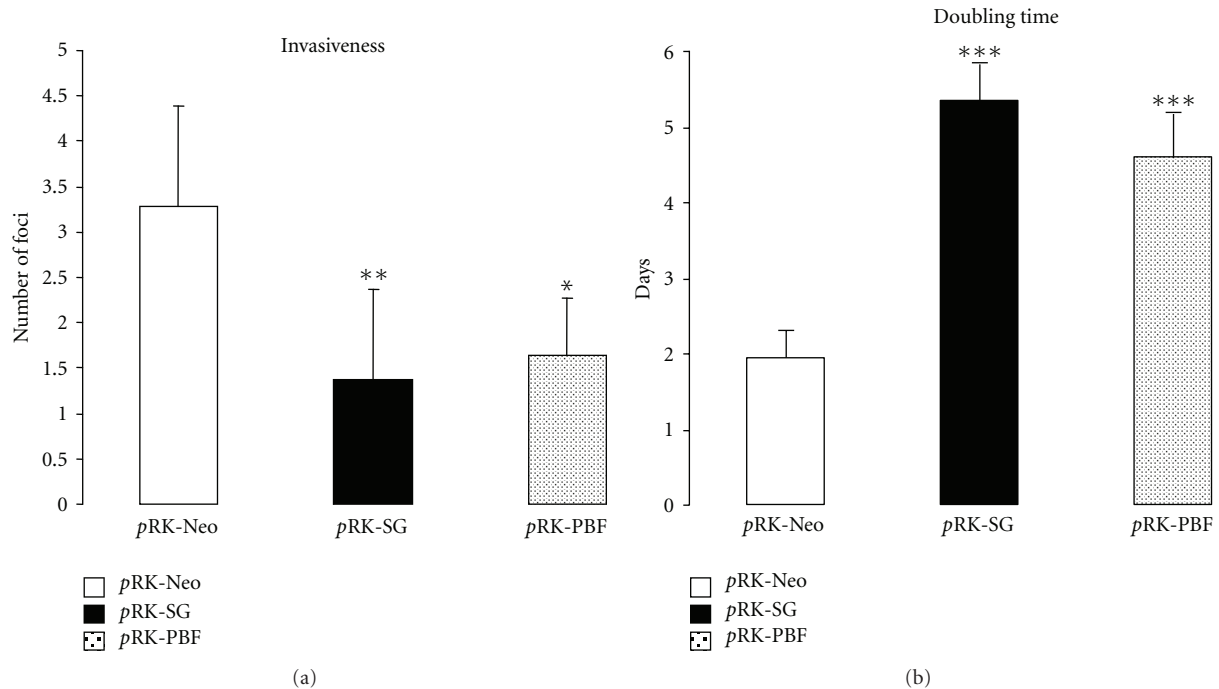 Invasiveness
5
4.5
4
3.5
3
2.5
2
1.5
1
0.5
0
Number of foci
**
*
pRK-Neo pRK-SG pRK-PBF
pRK-Neo
pRK-SG
pRK-PBF
(a)
Doubling time
6
5
4
3
2
1
0
Days
***
***
pRK-Neo pRK-SG pRK-PBF
pRK-Neo
pRK-SG
pRK-PBF
(b)